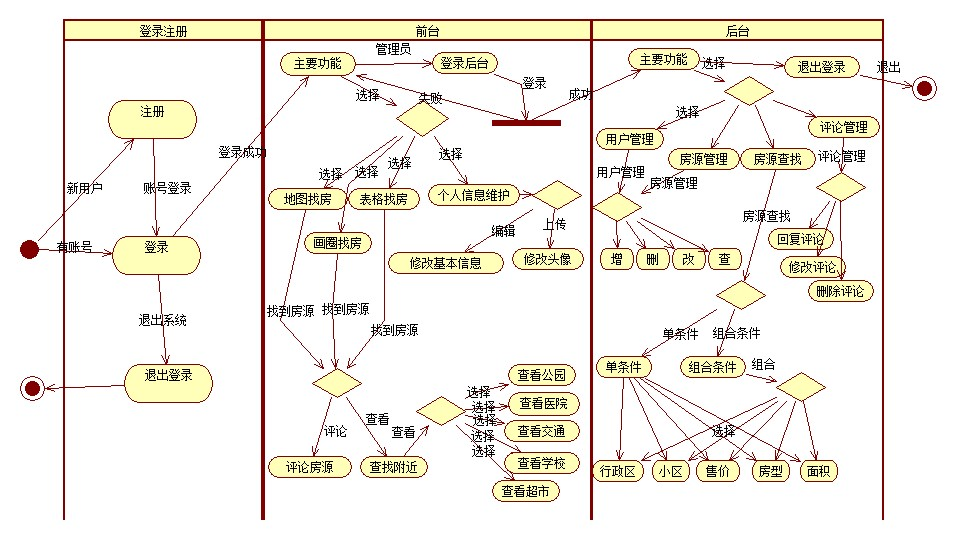 登录注册
前台
后台
注册
新用户
账号登录
有账号
登录
登录成功
退出系统
退出登录
主要功能
管理员
登录后台
选择
失败
登录
成功
选择
选择
选择
选择
地图找房
表格找房
个人信息维护
画圈找房
编辑
上传
修改基本信息
修改头像
找到房源
找到房源
找到房源
评论
查看
查看
评论房源
查找附近
选择
选择
选择
选择
选择
查看公园
查看医院
查看交通
查看学校
查看超市
主要功能
选择
退出登录
退出
选择
用户管理
房源管理
房源查找
评论管理
用户管理
房源管理
评论管理
房源查找
增
删
改
查
回复评论
修改评论
删除评论
单条件
组合条件
单条件
组合条件
组合
选择
行政区
小区
售价
房型
面积